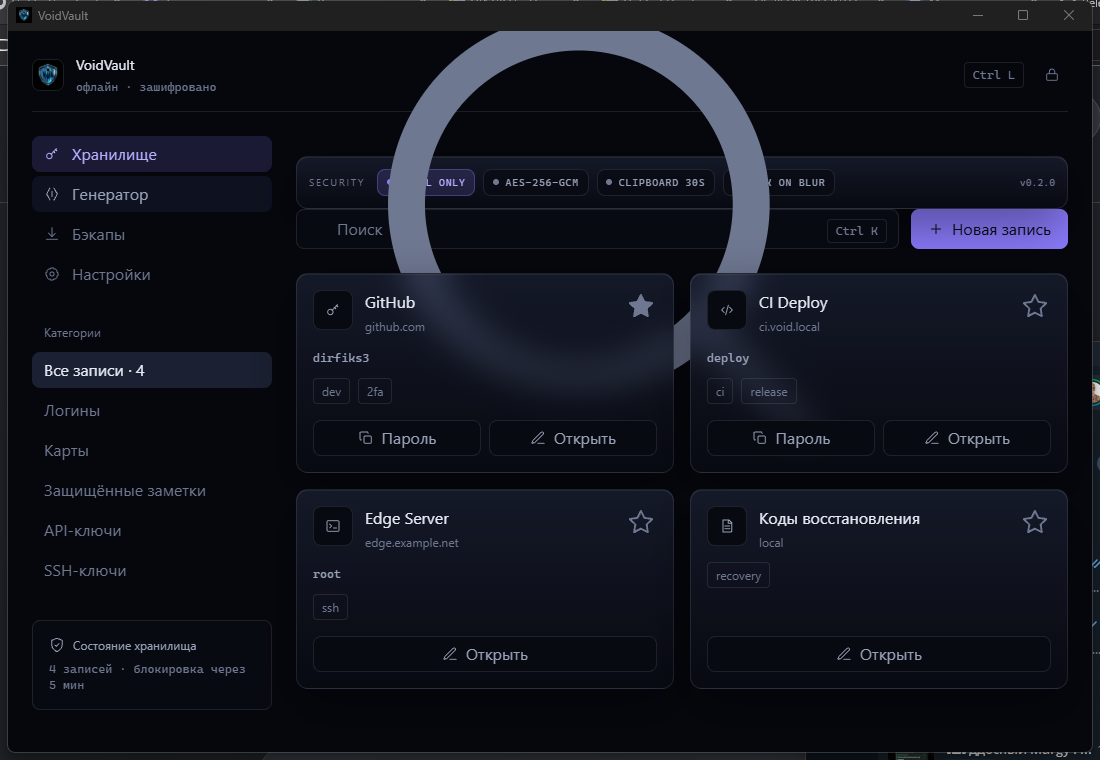 VoidVault
VoidVault
офлайн · зашифровано
Ctrl L
Хранилище
Генератор
Бэкапы
Настройки
Категории
Все записи · 4
Логины
Карты
Защищённые заметки
API-ключи
SSH-ключи
Состояние хранилища
4 записей · блокировка через
5 мин
SECURITY
ONLY
AES-256-GCM
CLIPBOARD 30S
ON BLUR
v0.2.0
Поиск
Ctrl K
+ Новая запись
GitHub
github.com
dirfiks3
dev
2fa
Пароль
Открыть
CI Deploy
ci.void.local
deploy
ci
release
Пароль
Открыть
Edge Server
edge.example.net
root
ssh
Открыть
Коды восстановления
local
recovery
Открыть